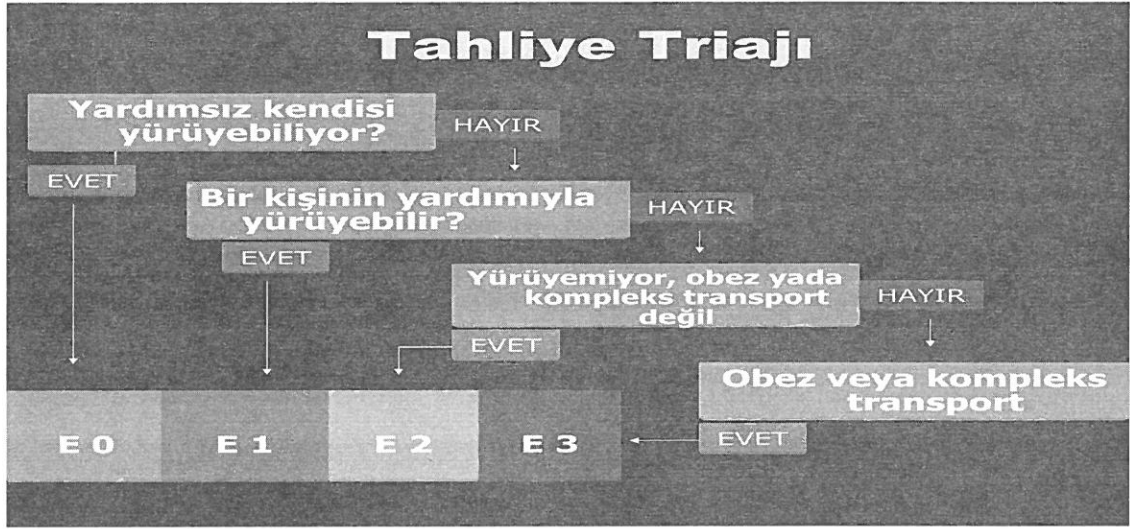 Tahliye Triajı
Yardımsız kendisi
yürüyebiliyor?
HAYIR
EVET
Bir kişinin yardımıyla
yürüyebilir?
HAYIR
EVET
Yürüyemiyor, obez yada
kompleks transport
değil
HAYIR
EVET
Obez veya kompleks
transport
EVET
E 0
E 1
E 2
E 3